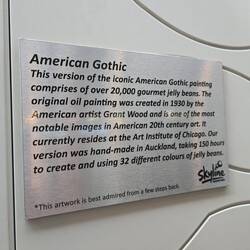 American Gothic
This version of the iconic American Gothic painting
comprises of over 20,000 gourmet jelly beans. The
original oil painting was created in 1930 by the
American artist Grant Wood and is one of the most
notable images in American 20th century art. It
currently resides at the Art Institute of Chicago. Our
version was hand-made in Auckland, taking 150 hours
to create and using 32 different colours of jelly beans.
Skyline
*This artwork is best admired from a few steps back.